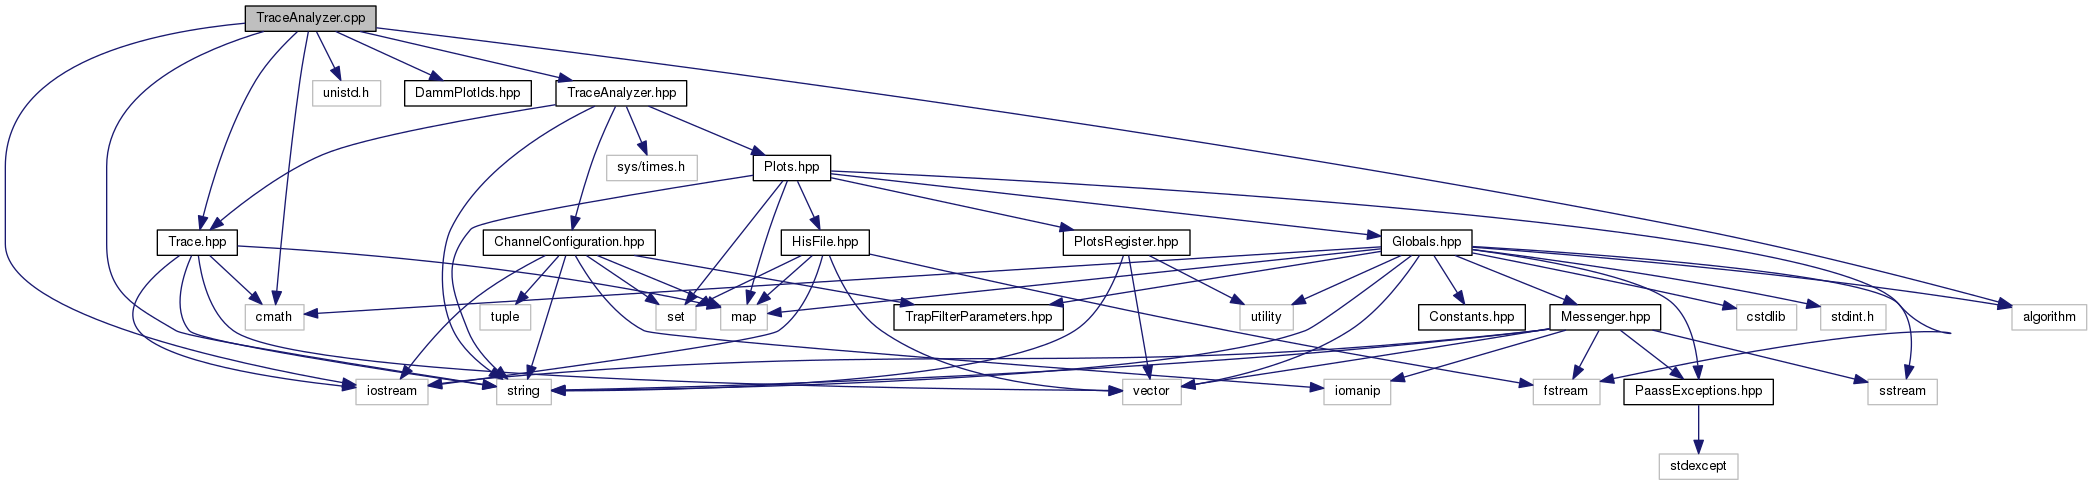 TraceAnalyzer.cpp
unistd.h
DammPlotIds.hpp
TraceAnalyzer.hpp
sys/times.h
Plots.hpp
Trace.hpp
ChannelConfiguration.hpp
HisFile.hpp
PlotsRegister.hpp
Globals.hpp
cmath
tuple
set
map
TrapFilterParameters.hpp
utility
Constants.hpp
Messenger.hpp
cstdlib
stdint.h
algorithm
iostream
string
vector
iomanip
fstream
PaassExceptions.hpp
sstream
stdexcept